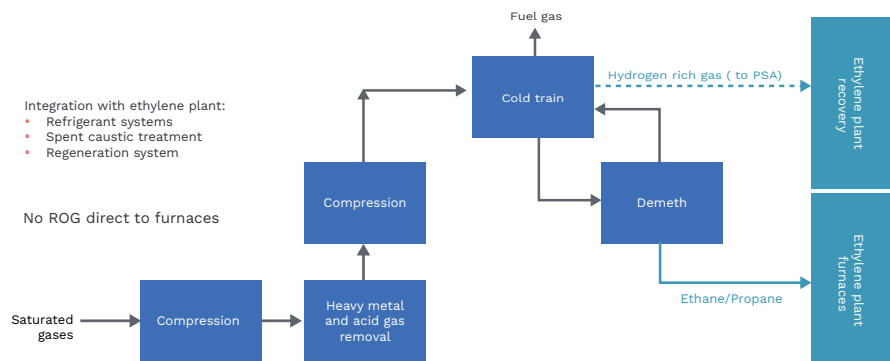 Fuel gas
Hydrogen rich gas ( to PSA)
Ethylene plant
recovery
Cold train
Integration with ethylene plant:
• Refrigerant systems
• Spent caustic treatment
• Regeneration system
Compression
Demeth
No ROG direct to furnaces
Ethylene plant
furnaces
Ethane/Propane
Saturated
gases
Compression
Heavy metal
and acid gas
removal